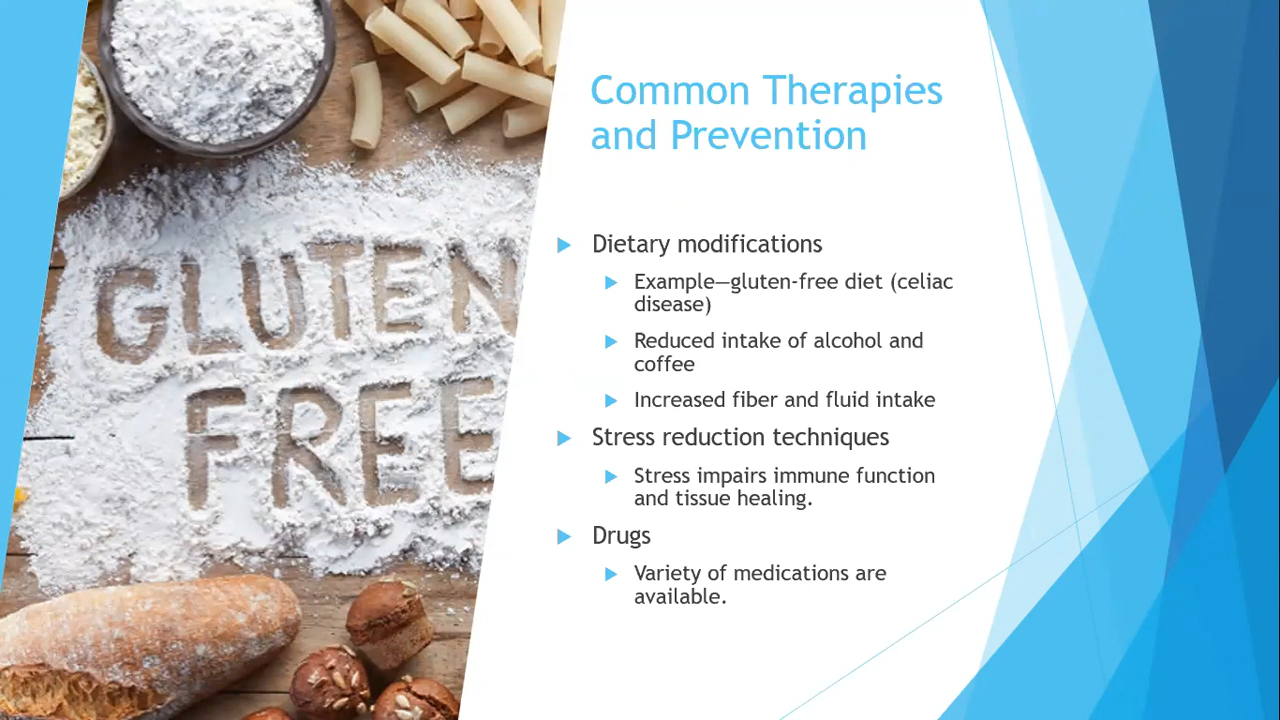 Common Therapies
and Prevention
Dietary modifications
Example—gluten-free diet (celiac
disease)
Reduced intake of alcohol and
coffee
Increased fiber and fluid intake
Stress reduction techniques
Stress impairs immune function
and tissue healing.
Drugs
Variety of medications are
available.
GLUTEN
FREE